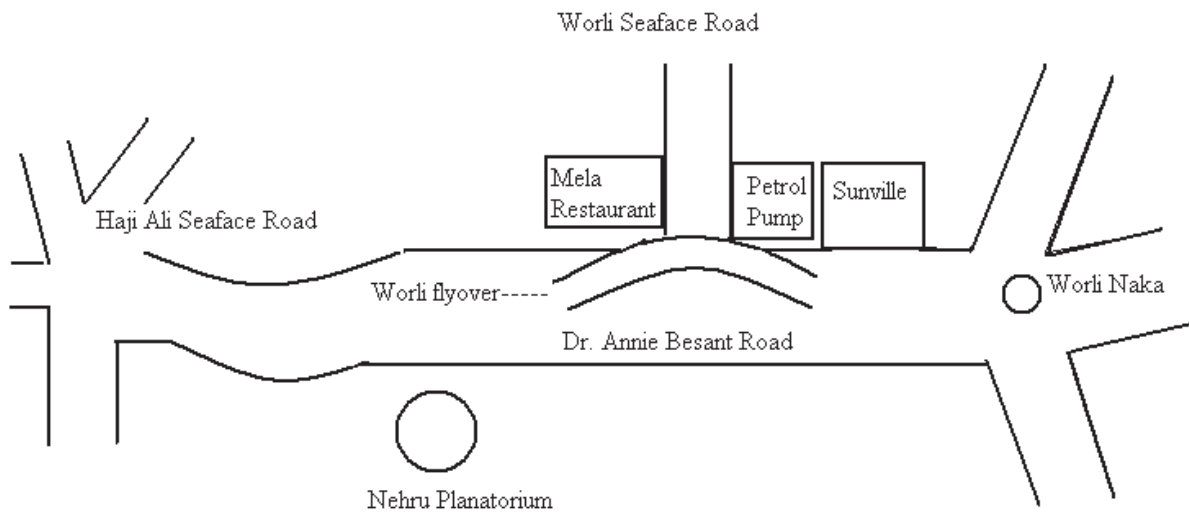 Worli Seaface Road
Mela
Restaurant
Petrol
Pump
Sunville
Haji Ali Seaface Road
Worli flyover-----
Worli Naka
Dr. Annie Besant Road
Nehru Planatorium